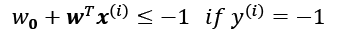 w₀ + wᵀx⁽ⁱ⁾ ≤ −1 if y⁽ⁱ⁾ = −1